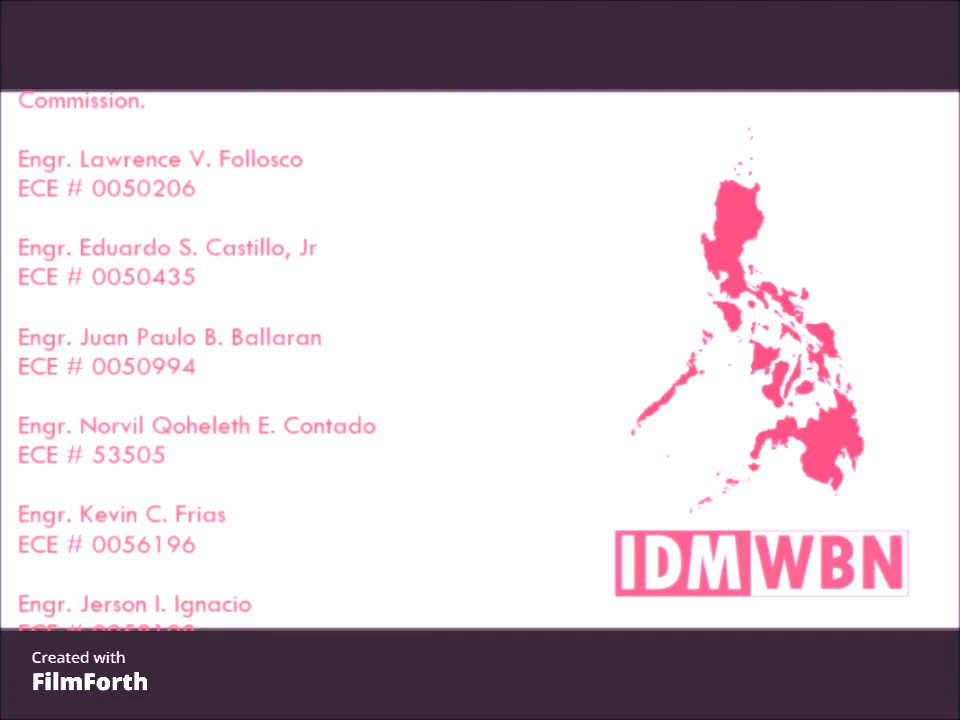 Commission.
Engr. Lawrence V. Follosco
ECE # 0050206
Engr. Eduardo S. Castillo, Jr
ECE # 0050435
Engr. Juan Paulo B. Ballaran
ECE # 0050994
Engr. Norvil Qoheleth E. Contado
ECE # 53505
Engr. Kevin C. Frias
ECE # 0056196
Engr. Jerson I. Ignacio
ECE #
IDMWBN
Created with
FilmForth